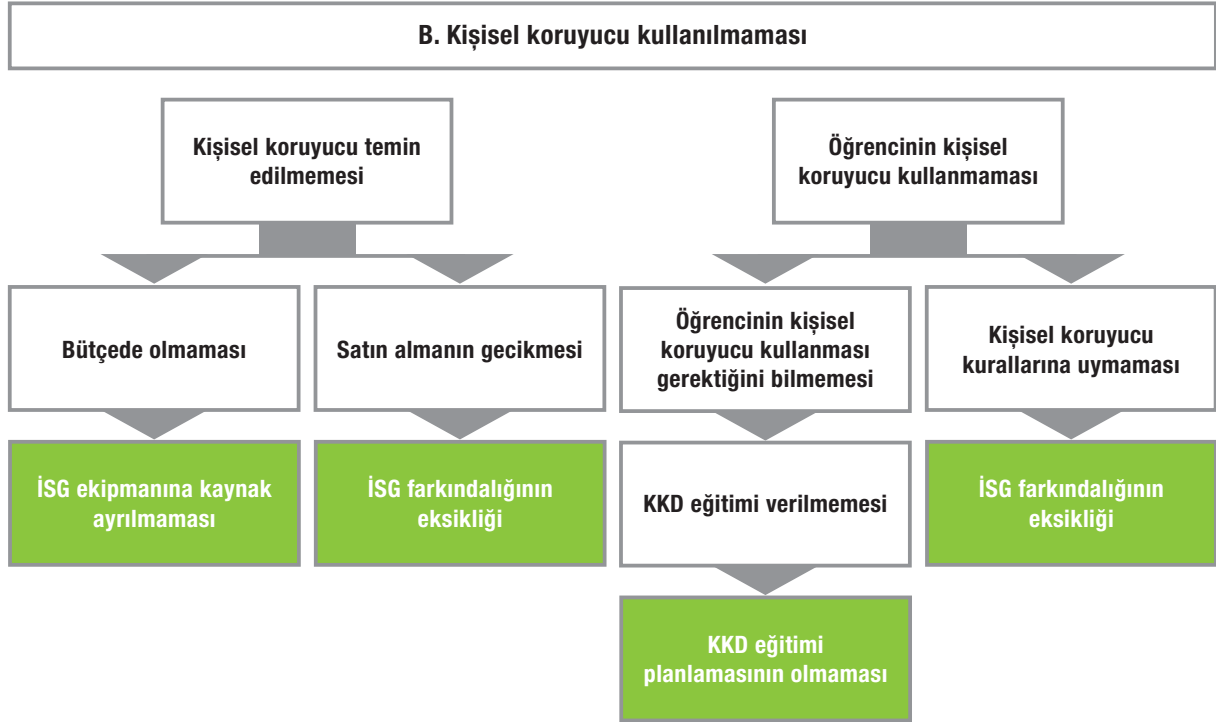 B. Kişisel koruyucu kullanılmaması
Kişisel koruyucu temin
edilmemesi
Öğrencinin kişisel
koruyucu kullanmaması
Bütçede olmaması
Satın almanın gecikmesi
Öğrencinin kişisel
koruyucu kullanması
gerektiğini bilmemesi
Kişisel koruyucu
kurallarına uymaması
İSG ekipmanına kaynak
ayrılmaması
İSG farkındalığının
eksikliği
KKD eğitimi verilmemesi
İSG farkındalığının
eksikliği
KKD eğitimi
planlamasının olmaması